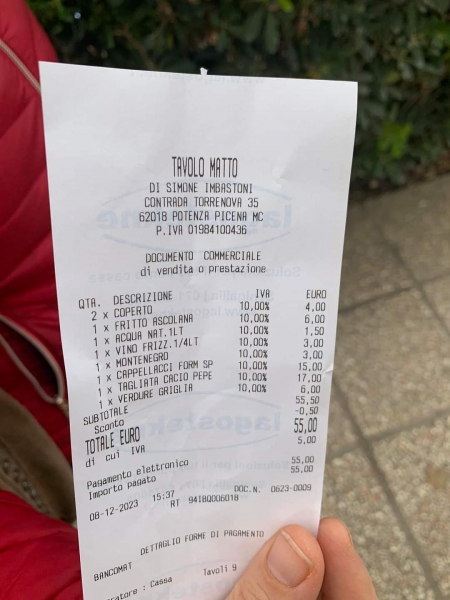 TAVOLO MATTO
DI SIMONE IMBASTONI
CONTRADA TORRENOVA 35
62018 POTENZA PICENA MC
P.IVA 01984100436
DOCUMENTO COMMERCIALE
di vendita o prestazione
QTA. DESCRIZIONE IVA EURO
2 x COPERTO 10,00% 4,00
1 x FRITTO ASCOLANA 10,00% 6,00
1 x ACQUA NAT.1LT 10,00% 1,50
1 x VINO FRIZZ.1/4LT 10,00% 3,00
1 x MONTENEGRO 10,00% 3,00
1 x CAPPELLACCI FORM SP 10,00% 15,00
1 x TAGLIATA CACIO PEPE 10,00% 17,00
1 x VERDURE GRIGLIA 10,00% 6,00
SUBTOTALE 55,50
Sconto -0,50
TOTALE EURO 55,00
di cui IVA 5,00
Pagamento elettronico 55,00
Importo pagato 55,00
08-12-2023 15:37 DOC.N. 0623-0009
RT 94IBQ006018
DETTAGLIO FORME DI PAGAMENTO
BANCOMAT
: Cassa Tavoli 9